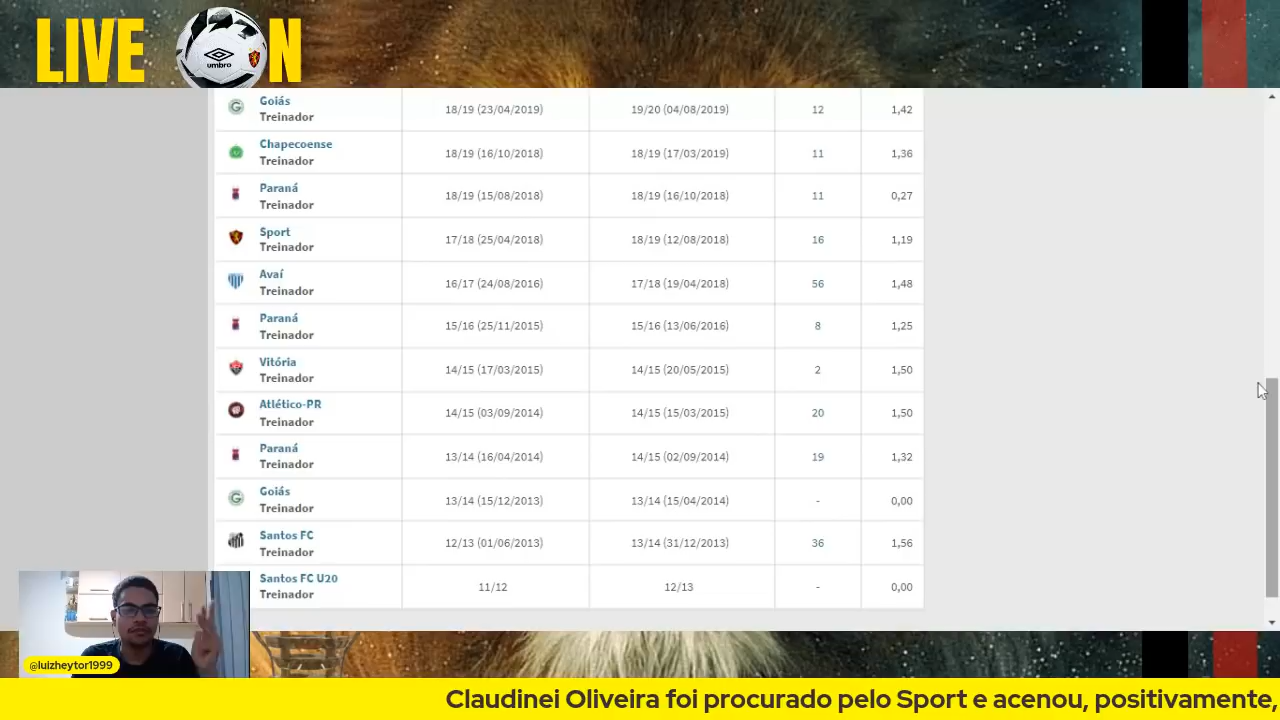 LIVE ON
umbro
Goiás
Treinador
18/19 (23/04/2019) 19/20 (04/08/2019) 12 1,42
Chapecoense
Treinador
18/19 (16/10/2018) 18/19 (17/03/2019) 11 1,36
Paraná
Treinador
18/19 (15/08/2018) 18/19 (16/10/2018) 11 0,27
Sport
Treinador
17/18 (25/04/2018) 18/19 (12/08/2018) 16 1,19
Avaí
Treinador
16/17 (24/08/2016) 17/18 (19/04/2018) 56 1,48
Paraná
Treinador
15/16 (25/11/2015) 15/16 (13/06/2016) 8 1,25
Vitória
Treinador
14/15 (17/03/2015) 14/15 (20/05/2015) 2 1,50
Atlético-PR
Treinador
14/15 (03/09/2014) 14/15 (15/03/2015) 20 1,50
Paraná
Treinador
13/14 (16/04/2014) 14/15 (02/09/2014) 19 1,32
Goiás
Treinador
13/14 (15/12/2013) 13/14 (15/04/2014) - 0,00
Santos FC
Treinador
12/13 (01/06/2013) 13/14 (31/12/2013) 36 1,56
Santos FC U20
Treinador
11/12 12/13 - 0,00
@luizheytor1999
Claudinei Oliveira foi procurado pelo Sport e acenou, positivamente,